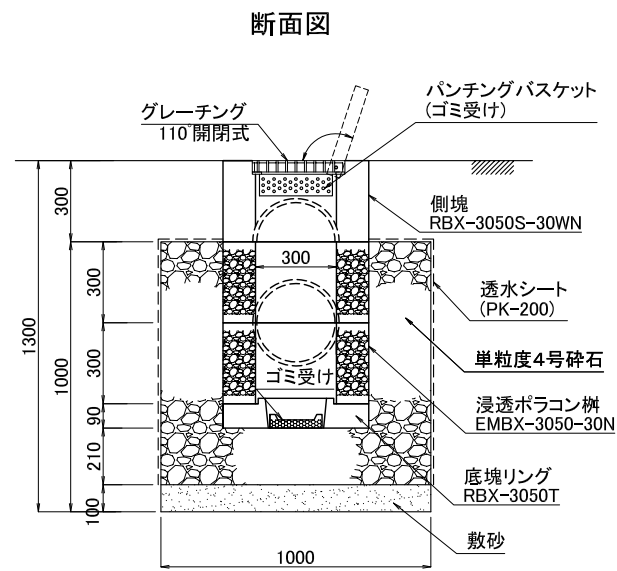 断面図
パンチングバスケット
(ゴミ受け)
グレーチング
110°開閉式
側塊
RBX-3050S-30WN
透水シート
(PK-200)
単粒度4号砕石
浸透ポラコン桝
EMBX-3050-30N
底塊リング
RBX-3050T
敷砂
ゴミ受け
300
1300
300
1000
300
300
90
210
100
1000